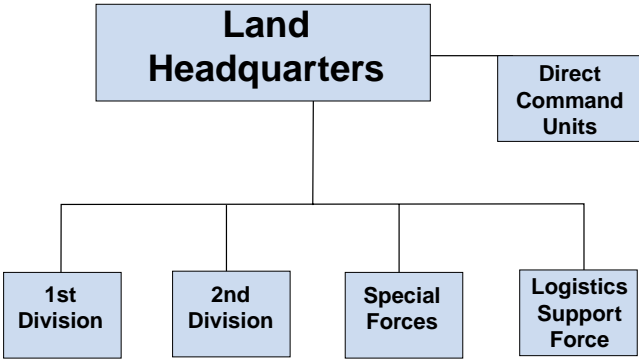 Land
Headquarters
Direct
Command
Units
1st
Division
2nd
Division
Special
Forces
Logistics
Support
Force